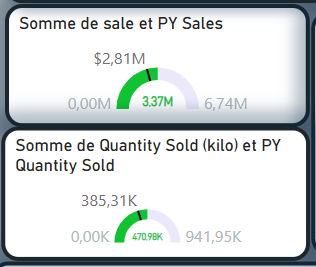 Somme de sale et PY Sales
$2,81M
0,00M 3,37M 6,74M
Somme de Quantity Sold (kilo) et PY
Quantity Sold
385,31K
0,00K 470,98K 941,95K